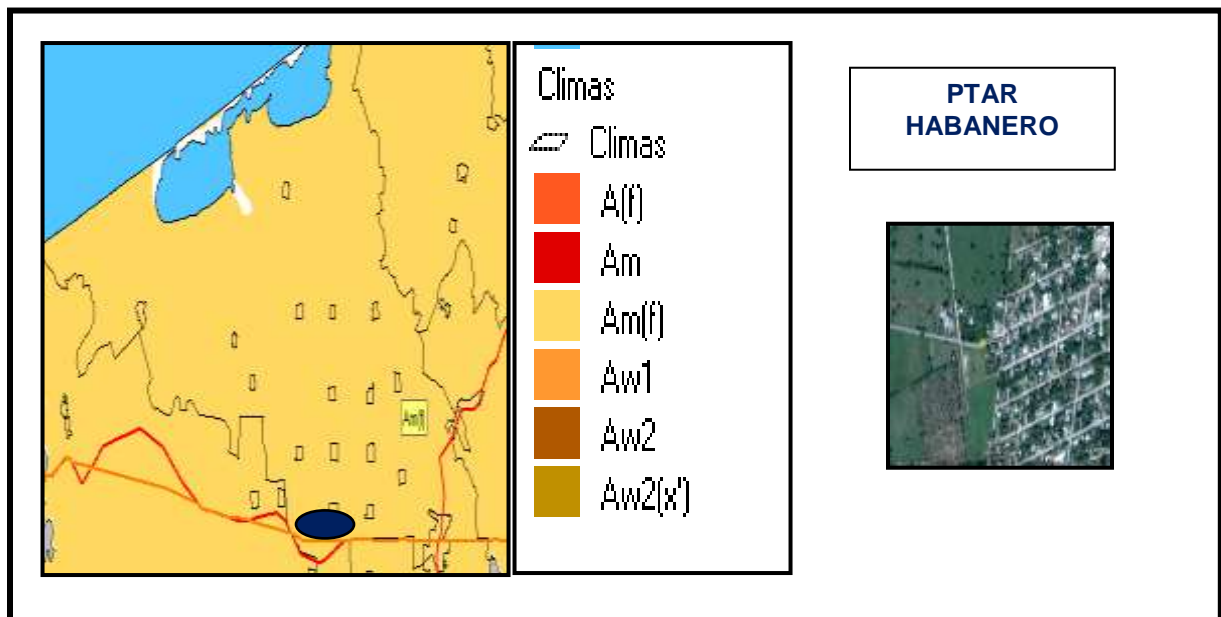 Climas
Climas
A(f)
Am
Am(f)
Aw1
Aw2
Aw2(x')
Am(f)
PTAR
HABANERO